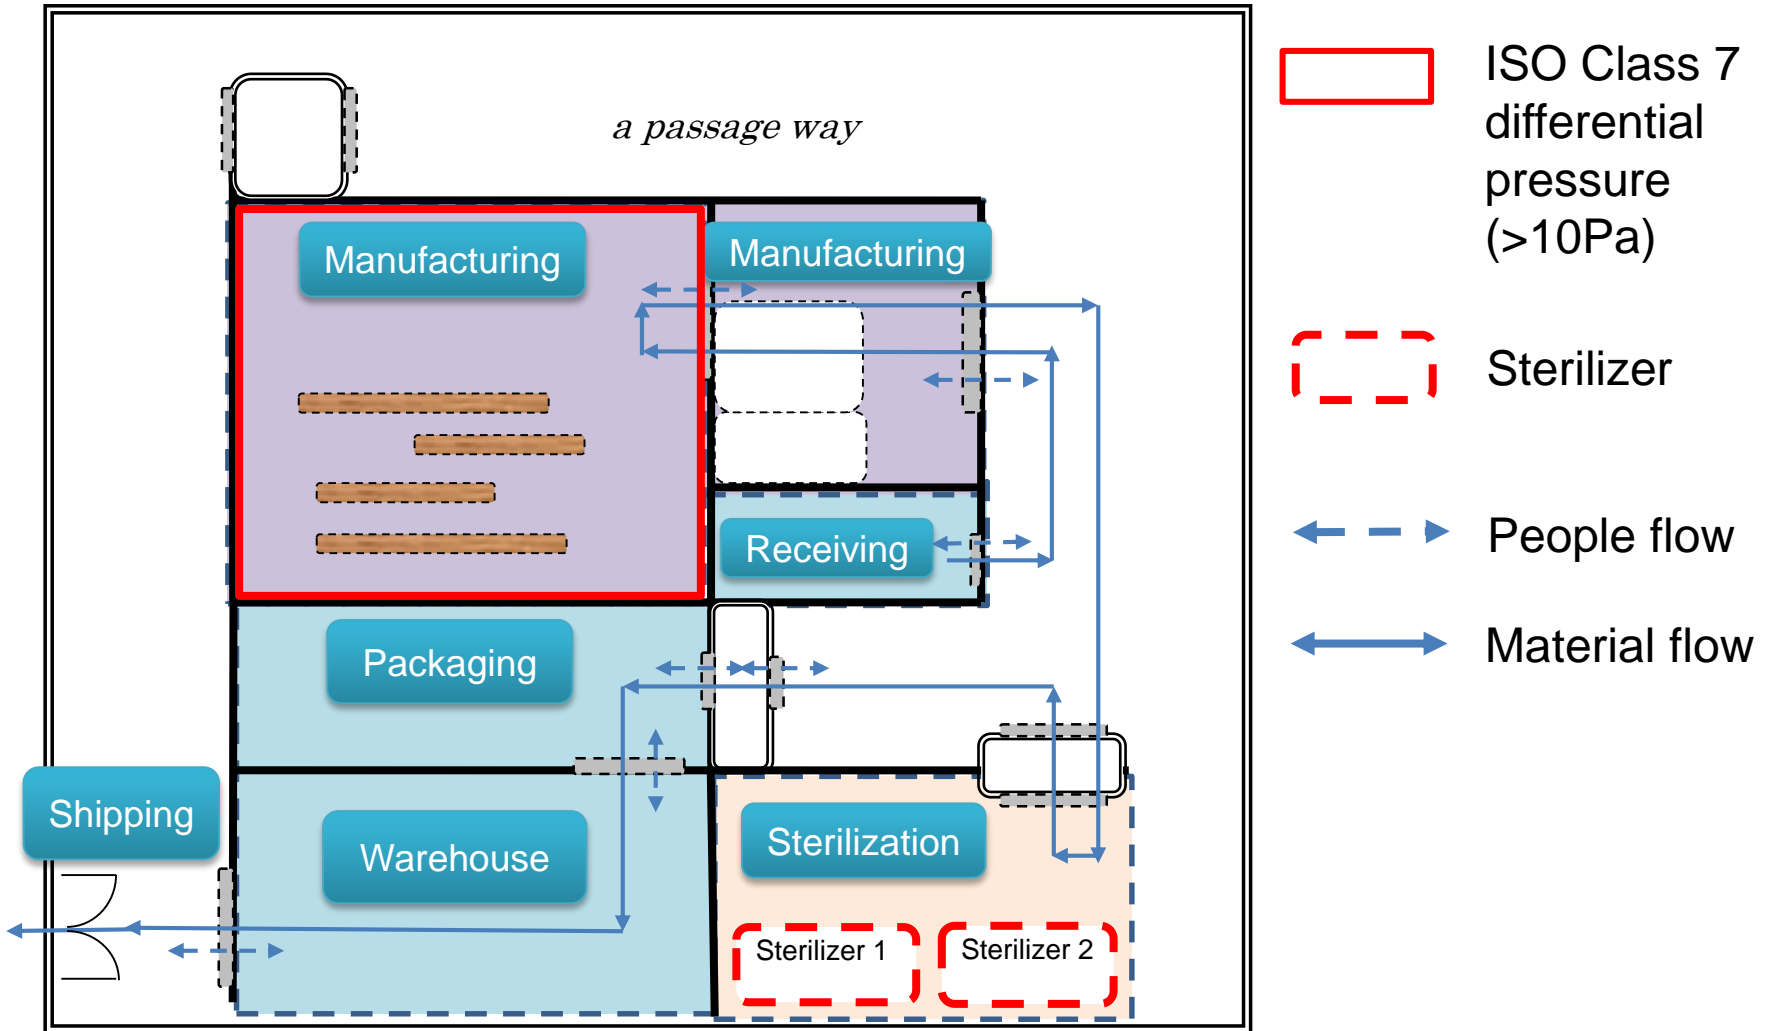 a passage way
Manufacturing
Manufacturing
Receiving
Packaging
Shipping
Warehouse
Sterilization
Sterilizer 1
Sterilizer 2
ISO Class 7
differential
pressure
(>10Pa)
Sterilizer
People flow
Material flow